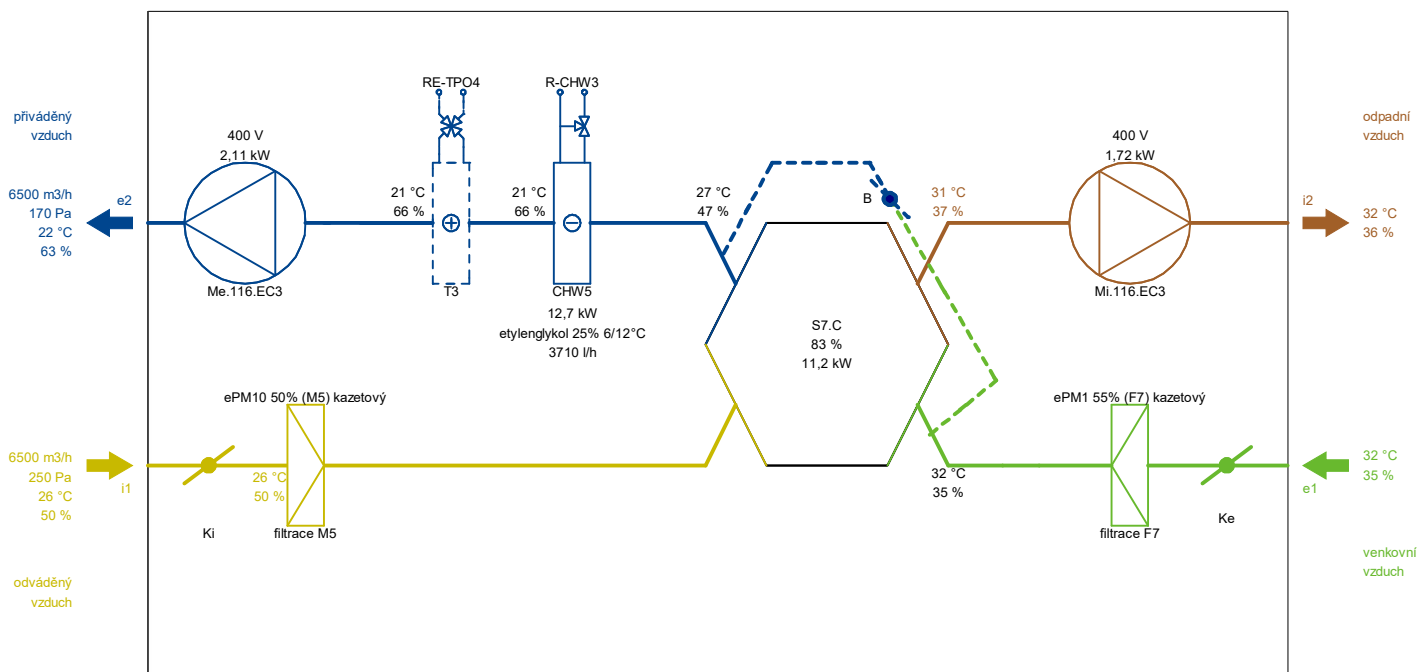 RE-TPO4
R-CHW3
přiváděný
vzduch
odpadní
vzduch
400 V
2,11 kW
400 V
1,72 kW
6500 m3/h
170 Pa
22 °C
63 %
e2
21 °C
66 %
21 °C
66 %
27 °C
47 %
B
31 °C
37 %
i2
32 °C
36 %
Me.116.EC3
T3
CHW5
Mi.116.EC3
12,7 kW
etylenglykol 25% 6/12°C
3710 l/h
S7.C
83 %
11,2 kW
ePM10 50% (M5) kazetový
ePM1 55% (F7) kazetový
6500 m3/h
250 Pa
26 °C
50 %
i1
26 °C
50 %
32 °C
35 %
32 °C
35 %
e1
Ki
filtrace M5
filtrace F7
Ke
odváděný
vzduch
venkovní
vzduch